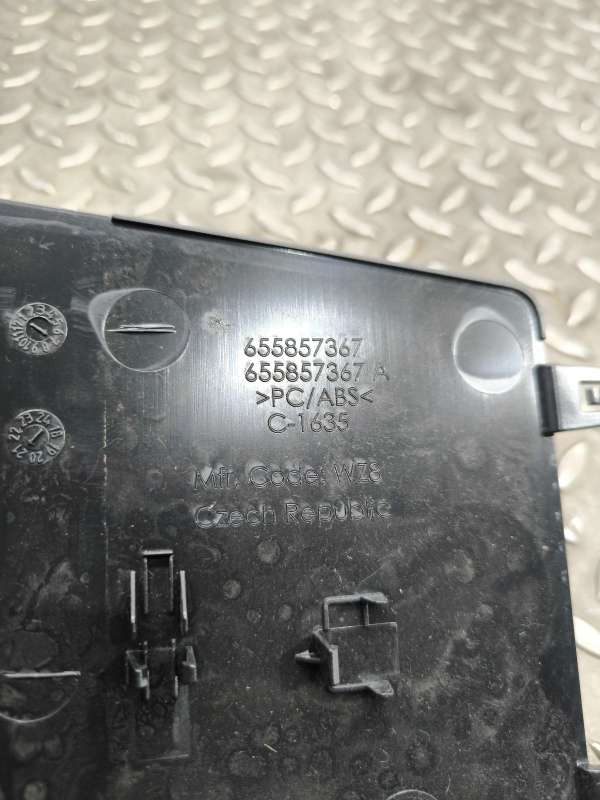 655857367
655857367 A
>PC/ABS<
C-1635
Mfr. Code: WZ8
Czech Republic